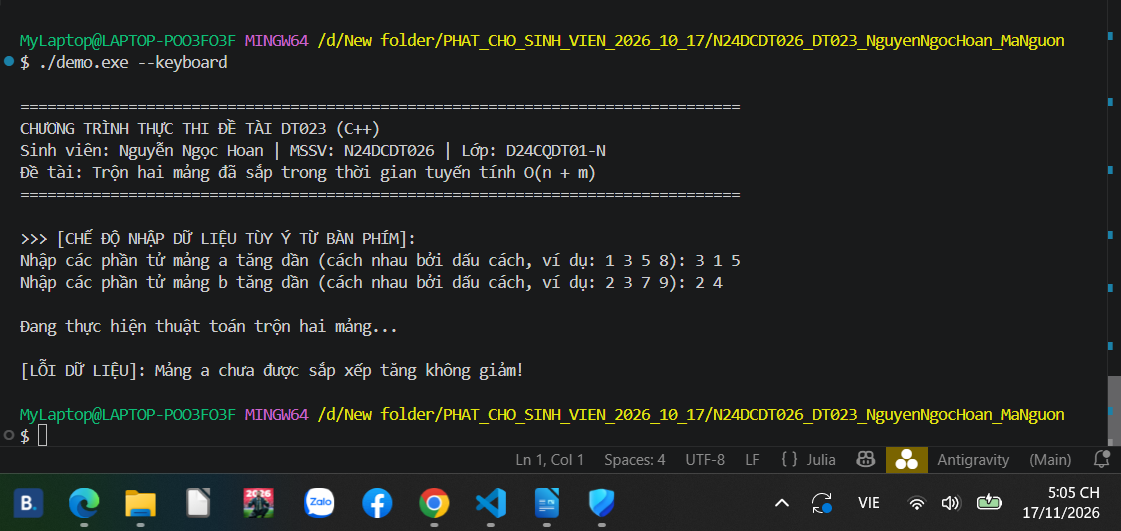 MyLaptop@LAPTOP-POO3FO3F MINGW64 /d/New folder/PHAT_CHO_SINH_VIEN_2026_10_17/N24DCDT026_DT023_NguyenNgocHoan_MaNguon
$ ./demo.exe --keyboard
================================================================================
CHƯƠNG TRÌNH THỰC THI ĐỀ TÀI DT023 (C++)
Sinh viên: Nguyễn Ngọc Hoan | MSSV: N24DCDT026 | Lớp: D24CQDT01-N
Đề tài: Trộn hai mảng đã sắp trong thời gian tuyến tính O(n + m)
================================================================================
>>> [CHẾ ĐỘ NHẬP DỮ LIỆU TÙY Ý TỪ BÀN PHÍM]:
Nhập các phần tử mảng a tăng dần (cách nhau bởi dấu cách, ví dụ: 1 3 5 8): 3 1 5
Nhập các phần tử mảng b tăng dần (cách nhau bởi dấu cách, ví dụ: 2 3 7 9): 2 4
Đang thực hiện thuật toán trộn hai mảng...
[LỖI DỮ LIỆU]: Mảng a chưa được sắp xếp tăng không giảm!
MyLaptop@LAPTOP-POO3FO3F MINGW64 /d/New folder/PHAT_CHO_SINH_VIEN_2026_10_17/N24DCDT026_DT023_NguyenNgocHoan_MaNguon
$
Ln 1, Col 1 Spaces: 4 UTF-8 LF { } Julia Antigravity (Main)
B. 2026 Zalo VIE 5:05 CH
17/11/2026